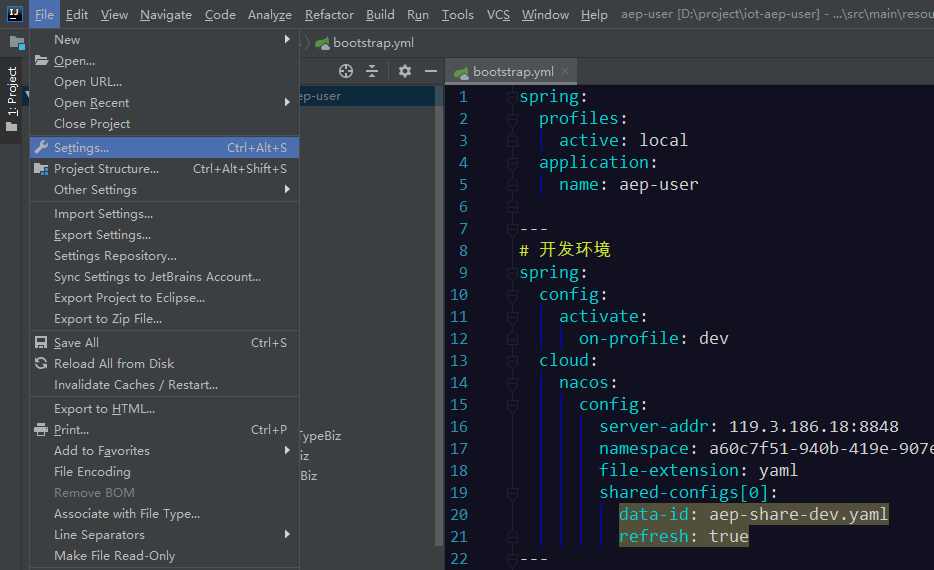 IJ File Edit View Navigate Code Analyze Refactor Build Run Tools VCS Window Help aep-user [D:\project\iot-aep-user] - ...\src\main\resou
bootstrap.yml
1: Project
New
Open...
Open URL...
Open Recent
Close Project
Settings... Ctrl+Alt+S
Project Structure... Ctrl+Alt+Shift+S
Other Settings
Import Settings...
Export Settings...
Settings Repository...
Sync Settings to JetBrains Account...
Export Project to Eclipse...
Export to Zip File...
Save All Ctrl+S
Reload All from Disk
Invalidate Caches / Restart...
Export to HTML...
Print... Ctrl+P
Add to Favorites
File Encoding
Remove BOM
Associate with File Type...
Line Separators
Make File Read-Only
ep-user
TypeBiz
iz
Biz
bootstrap.yml
1 spring:
2 profiles:
3 active: local
4 application:
5 name: aep-user
6
7 ---
8 # 开发环境
9 spring:
10 config:
11 activate:
12 on-profile: dev
13 cloud:
14 nacos:
15 config:
16 server-addr: 119.3.186.18:8848
17 namespace: a60c7f51-940b-419e-907e
18 file-extension: yaml
19 shared-configs[0]:
20 data-id: aep-share-dev.yaml
21 refresh: true
22 ---